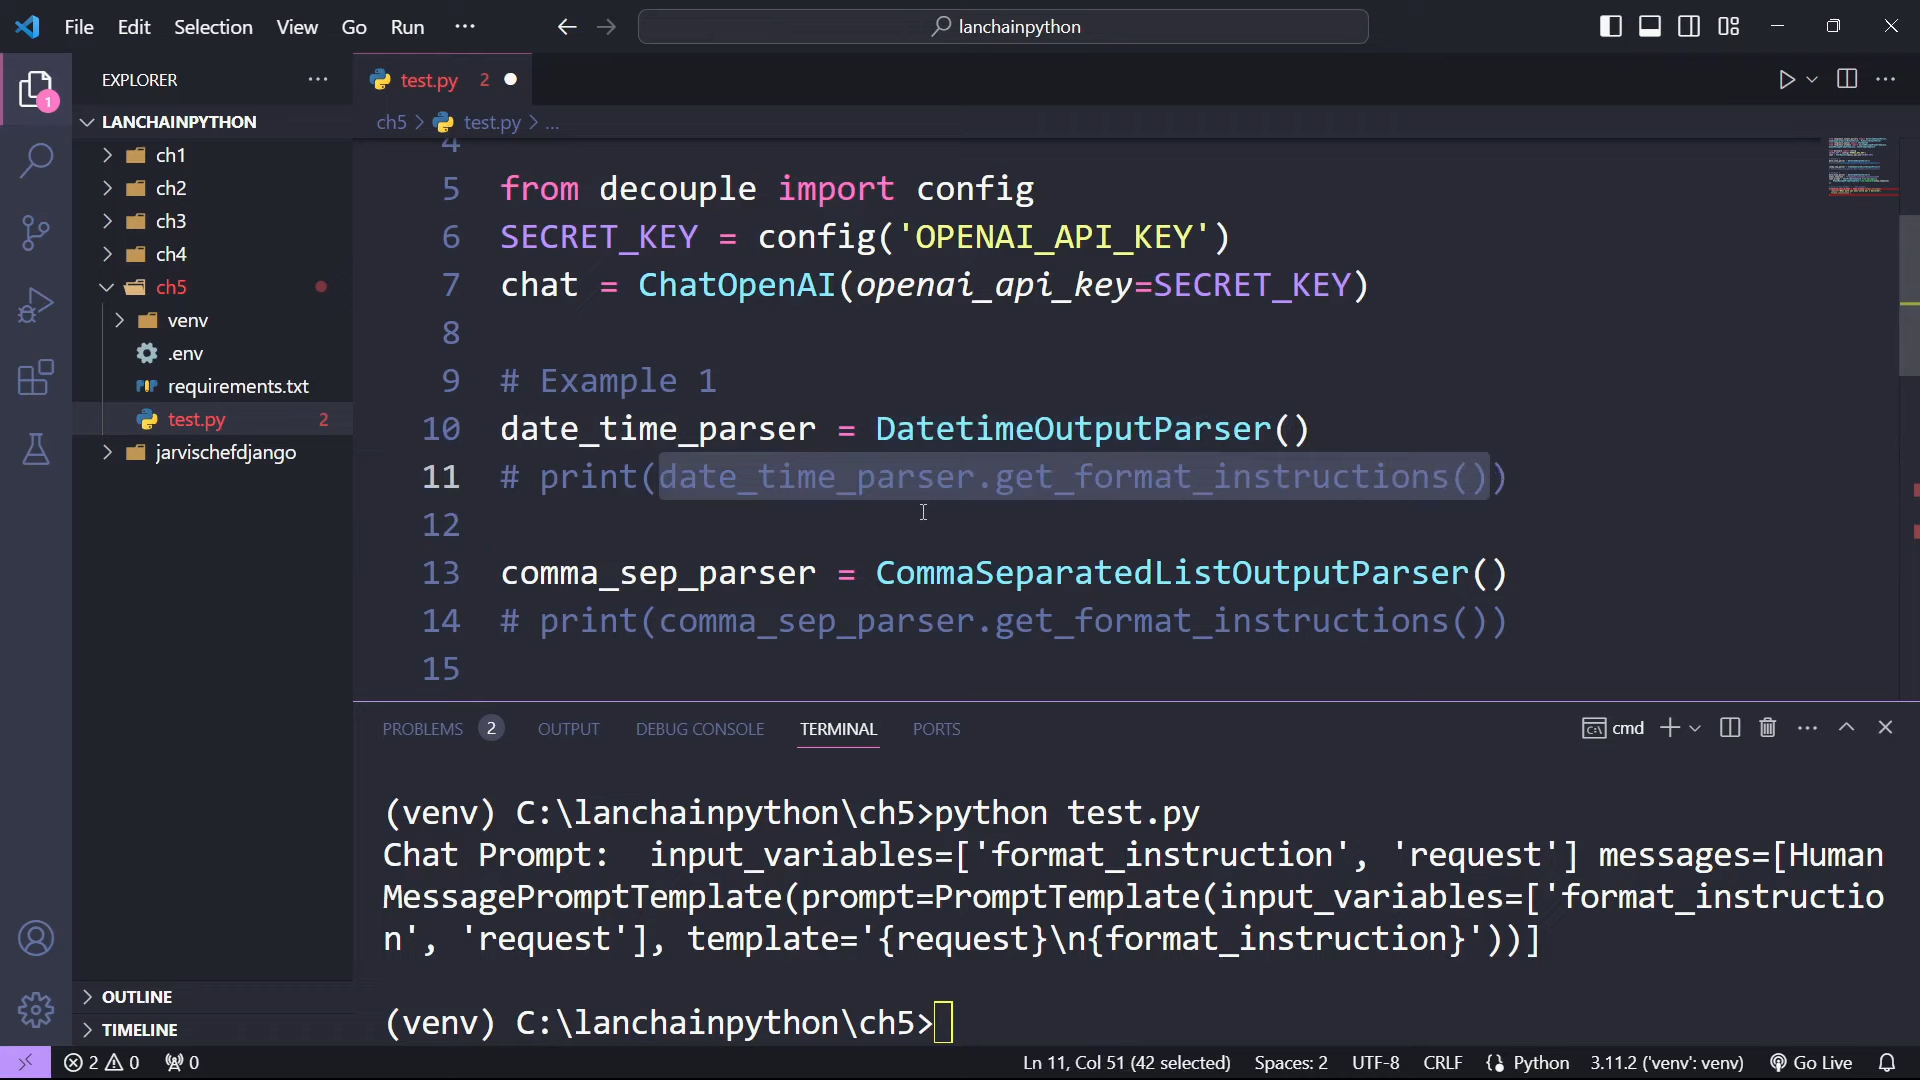 File Edit Selection View Go Run ... lanchainpython
EXPLORER ...
test.py 2
LANCHAINPYTHON
ch5 > test.py > ...
ch1
ch2
ch3
ch4
ch5
venv
.env
requirements.txt
test.py 2
jarvischefdjango
OUTLINE
TIMELINE
4
5 from decouple import config
6 SECRET_KEY = config('OPENAI_API_KEY')
7 chat = ChatOpenAI(openai_api_key=SECRET_KEY)
8
9 # Example 1
10 date_time_parser = DatetimeOutputParser()
11 # print(date_time_parser.get_format_instructions())
12
13 comma_sep_parser = CommaSeparatedListOutputParser()
14 # print(comma_sep_parser.get_format_instructions())
15
PROBLEMS 2 OUTPUT DEBUG CONSOLE TERMINAL PORTS cmd
(venv) C:\lanchainpython\ch5>python test.py
Chat Prompt:  input_variables=['format_instruction', 'request'] messages=[Human
MessagePromptTemplate(prompt=PromptTemplate(input_variables=['format_instructio
n', 'request'], template='{request}\n{format_instruction}'))]
(venv) C:\lanchainpython\ch5>
2 0 0 Ln 11, Col 51 (42 selected) Spaces: 2 UTF-8 CRLF Python 3.11.2 ('venv': venv) Go Live